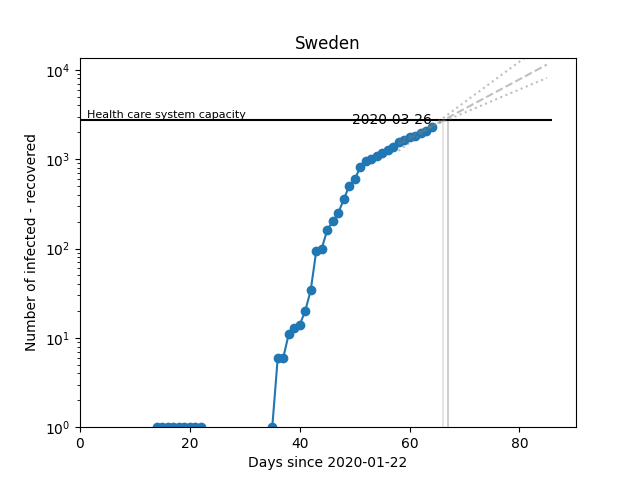 Sweden
10⁴
Health care system capacity
2020-03-26
10³
10²
10¹
10⁰
Number of infected - recovered
0 20 40 60 80
Days since 2020-01-22